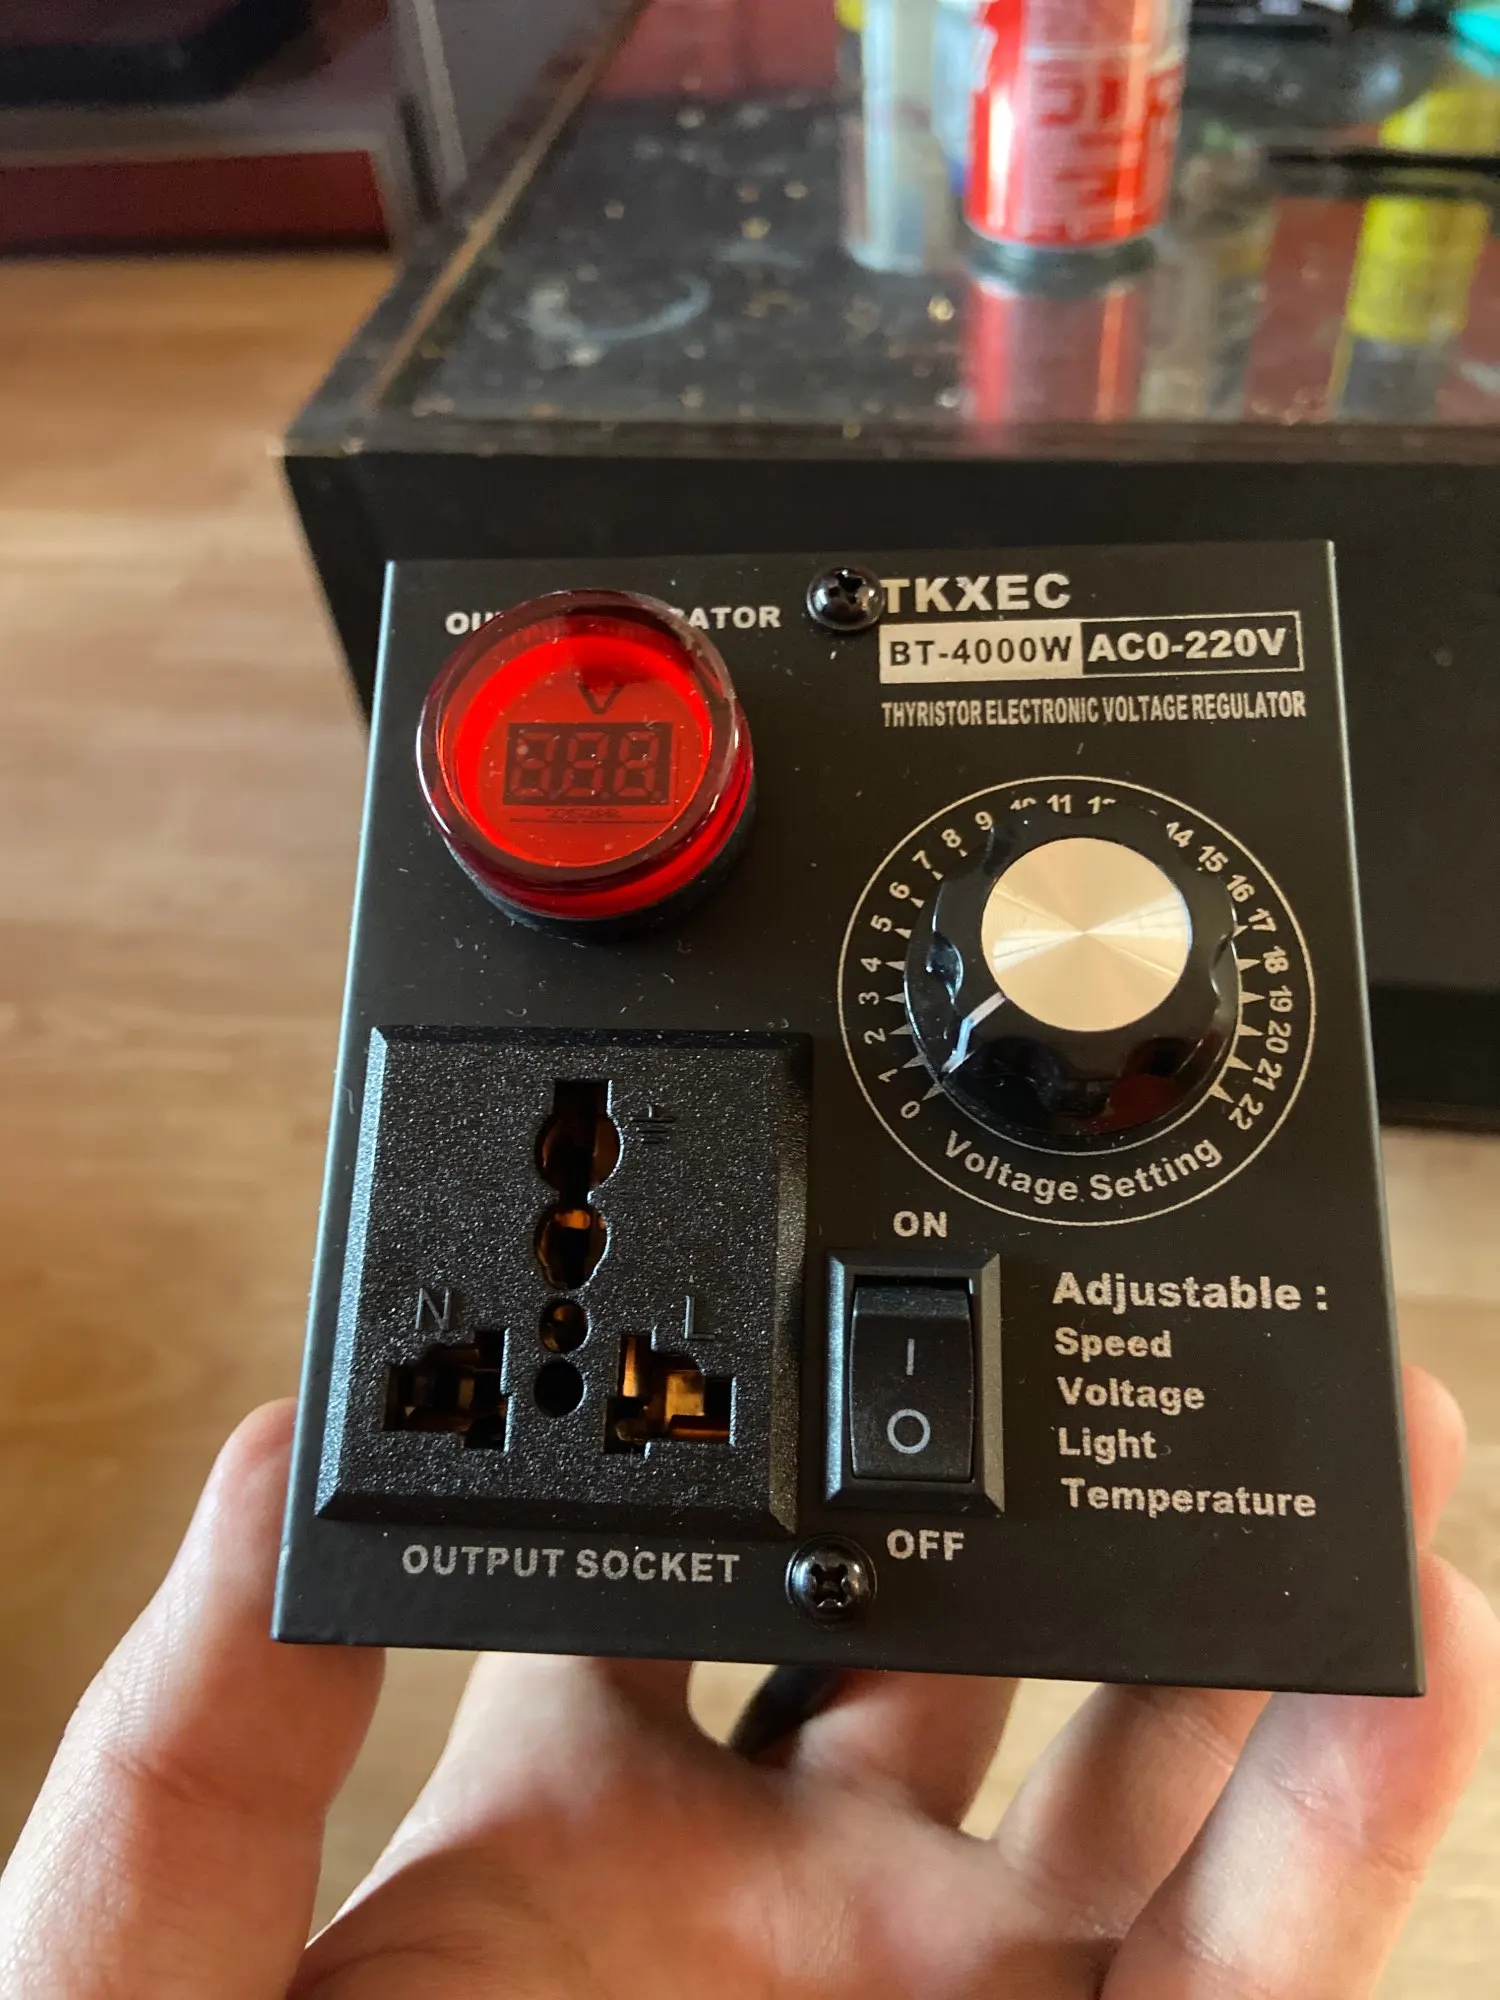 TKXEC
BT-4000W AC0-220V
THYRISTOR ELECTRONIC VOLTAGE REGULATOR
V
0 1 2 3 4 5 6 7 8 9 11 14 15 16 17 18 19 20 21 22
Voltage Setting
N
L
ON
I
O
OFF
Adjustable :
Speed
Voltage
Light
Temperature
OUTPUT SOCKET